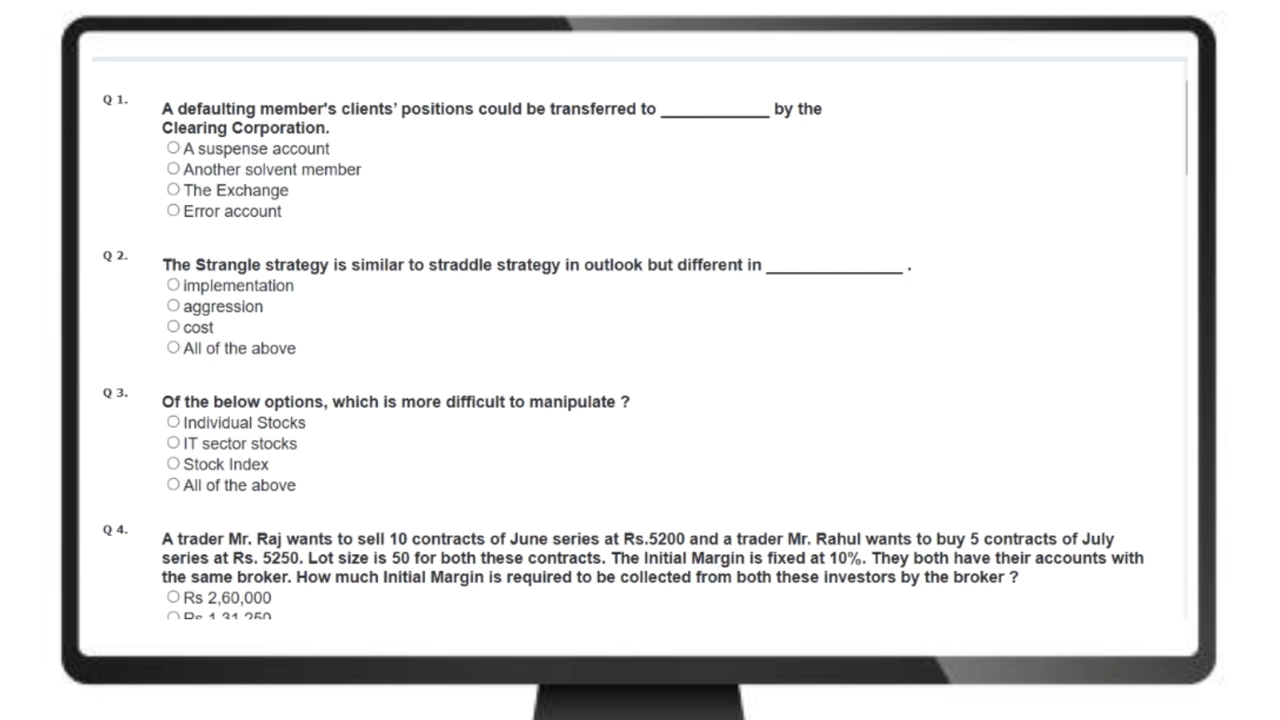 Q 1.
A defaulting member's clients’ positions could be transferred to ____________ by the
Clearing Corporation.
A suspense account
Another solvent member
The Exchange
Error account
Q 2.
The Strangle strategy is similar to straddle strategy in outlook but different in _______________ .
implementation
aggression
cost
All of the above
Q 3.
Of the below options, which is more difficult to manipulate ?
Individual Stocks
IT sector stocks
Stock Index
All of the above
Q 4.
A trader Mr. Raj wants to sell 10 contracts of June series at Rs.5200 and a trader Mr. Rahul wants to buy 5 contracts of July
series at Rs. 5250. Lot size is 50 for both these contracts. The Initial Margin is fixed at 10%. They both have their accounts with
the same broker. How much Initial Margin is required to be collected from both these investors by the broker ?
Rs 2,60,000
Rs 1,31,250